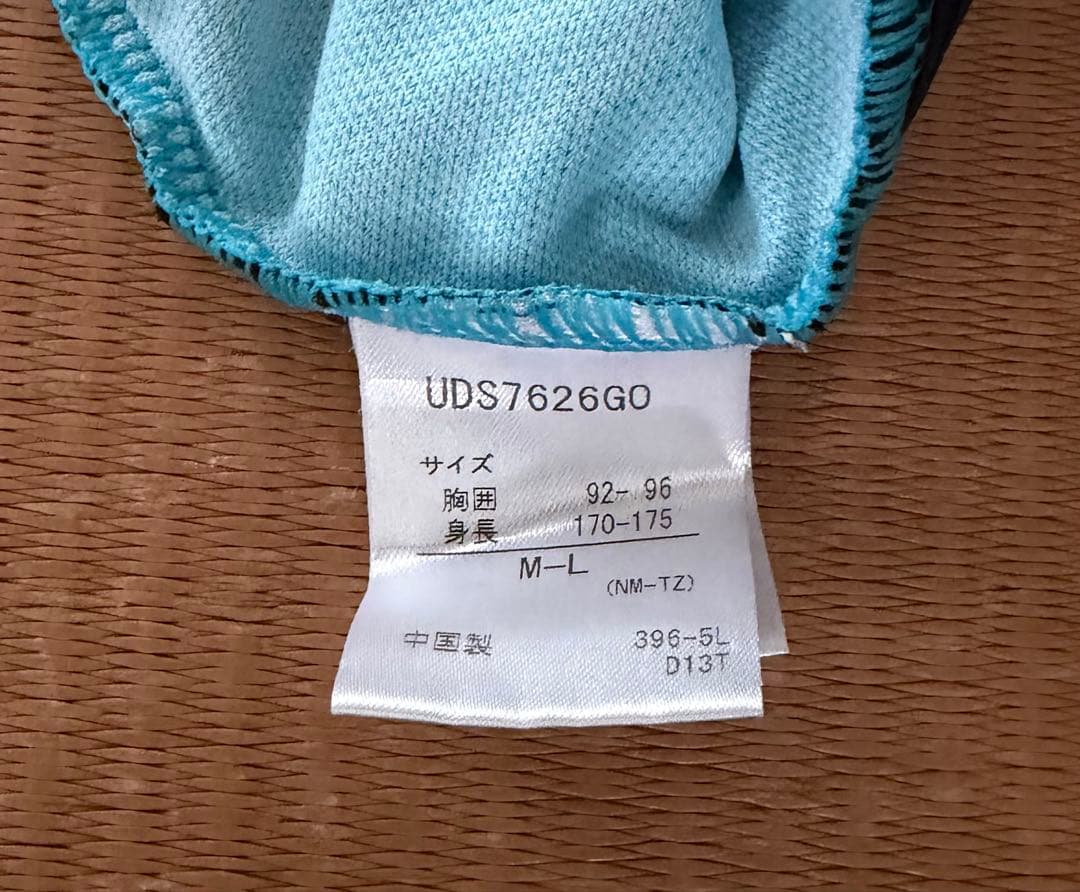 UDS7626GO
サイズ
胸囲 92-96
身長 170-175
M-L
(NM-TZ)
中国製 396-5L
D13T